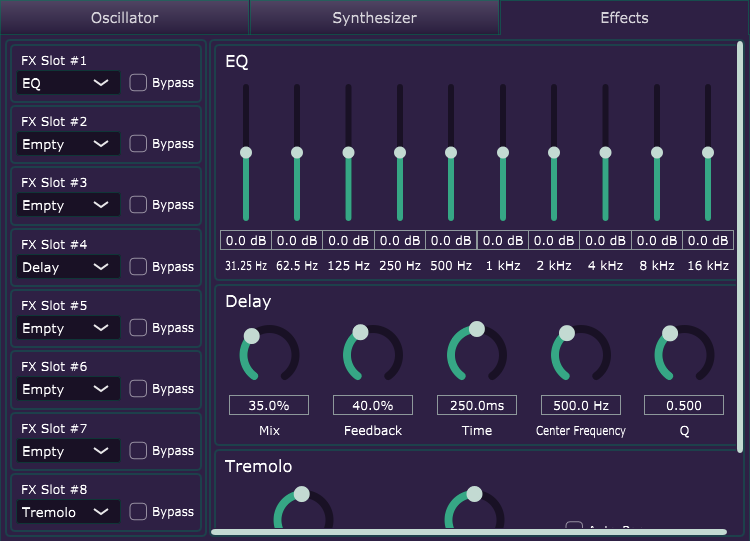 Oscillator Synthesizer Effects
FX Slot #1
EQ Bypass
FX Slot #2
Empty Bypass
FX Slot #3
Empty Bypass
FX Slot #4
Delay Bypass
FX Slot #5
Empty Bypass
FX Slot #6
Empty Bypass
FX Slot #7
Empty Bypass
FX Slot #8
Tremolo Bypass
EQ
0.0 dB 0.0 dB 0.0 dB 0.0 dB 0.0 dB 0.0 dB 0.0 dB 0.0 dB 0.0 dB 0.0 dB
31.25 Hz 62.5 Hz 125 Hz 250 Hz 500 Hz 1 kHz 2 kHz 4 kHz 8 kHz 16 kHz
Delay
35.0% 40.0% 250.0ms 500.0 Hz 0.500
Mix Feedback Time Center Frequency Q
Tremolo